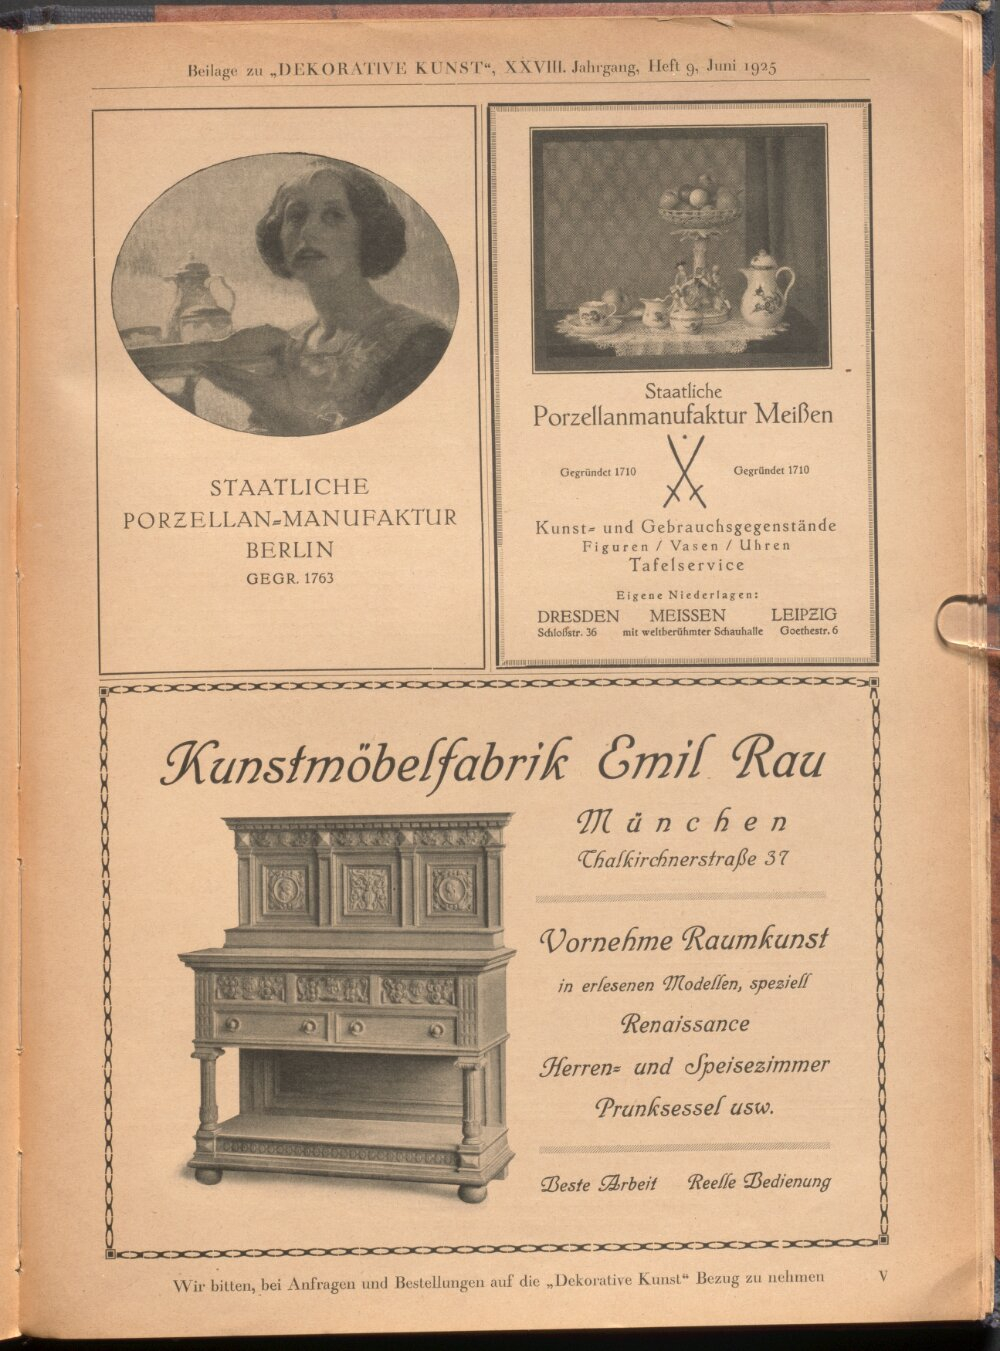 Beilage zu „DEKORATIVE KUNST“, XXVIII. Jahrgang, Heft 9, Juni 1925
STAATLICHE
PORZELLAN=MANUFAKTUR
BERLIN
GEGR. 1763
Staatliche
Porzellanmanufaktur Meißen
Gegründet 1710 Gegründet 1710
Kunst= und Gebrauchsgegenstände
Figuren / Vasen / Uhren
Tafelservice
Eigene Niederlagen:
DRESDEN MEISSEN LEIPZIG
Schloßstr. 36 mit weltberühmter Schauhalle Goethestr. 6
Kunstmöbelfabrik Emil Rau
München
Thalkirchnerstraße 37
Vornehme Raumkunst
in erlesenen Modellen, speziell
Renaissance
Herren= und Speisezimmer
Prunksessel usw.
Beste Arbeit Reelle Bedienung
Wir bitten, bei Anfragen und Bestellungen auf die „Dekorative Kunst“ Bezug zu nehmen V